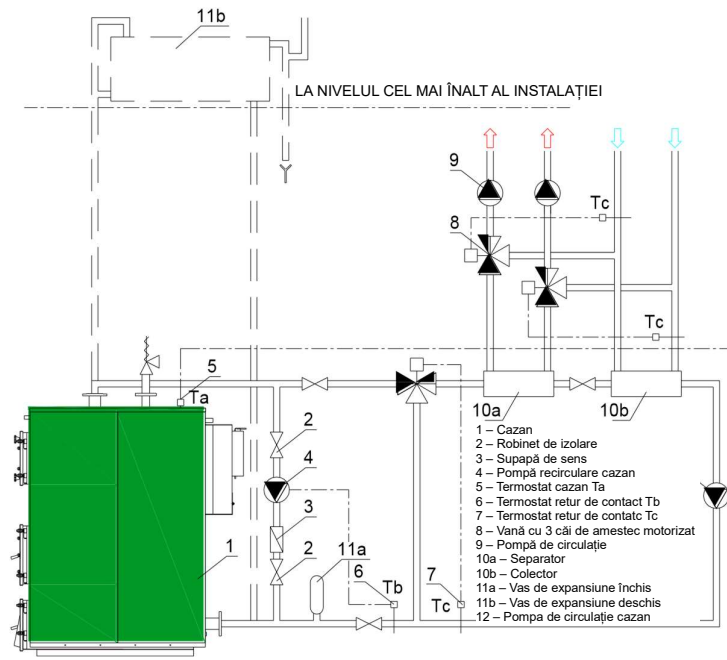 11b
LA NIVELUL CEL MAI ÎNALT AL INSTALAȚIEI
9
Tc
8
Tc
5
Ta
10a
10b
2
4
3
2
1
11a
6
Tb
7
Tc
1 – Cazan
2 – Robinet de izolare
3 – Supapă de sens
4 – Pompă recirculare cazan
5 – Termostat cazan Ta
6 – Termostat retur de contact Tb
7 – Termostat retur de contatc Tc
8 – Vană cu 3 căi de amestec motorizat
9 – Pompă de circulație
10a – Separator
10b – Colector
11a – Vas de expansiune închis
11b – Vas de expansiune deschis
12 – Pompa de circulație cazan